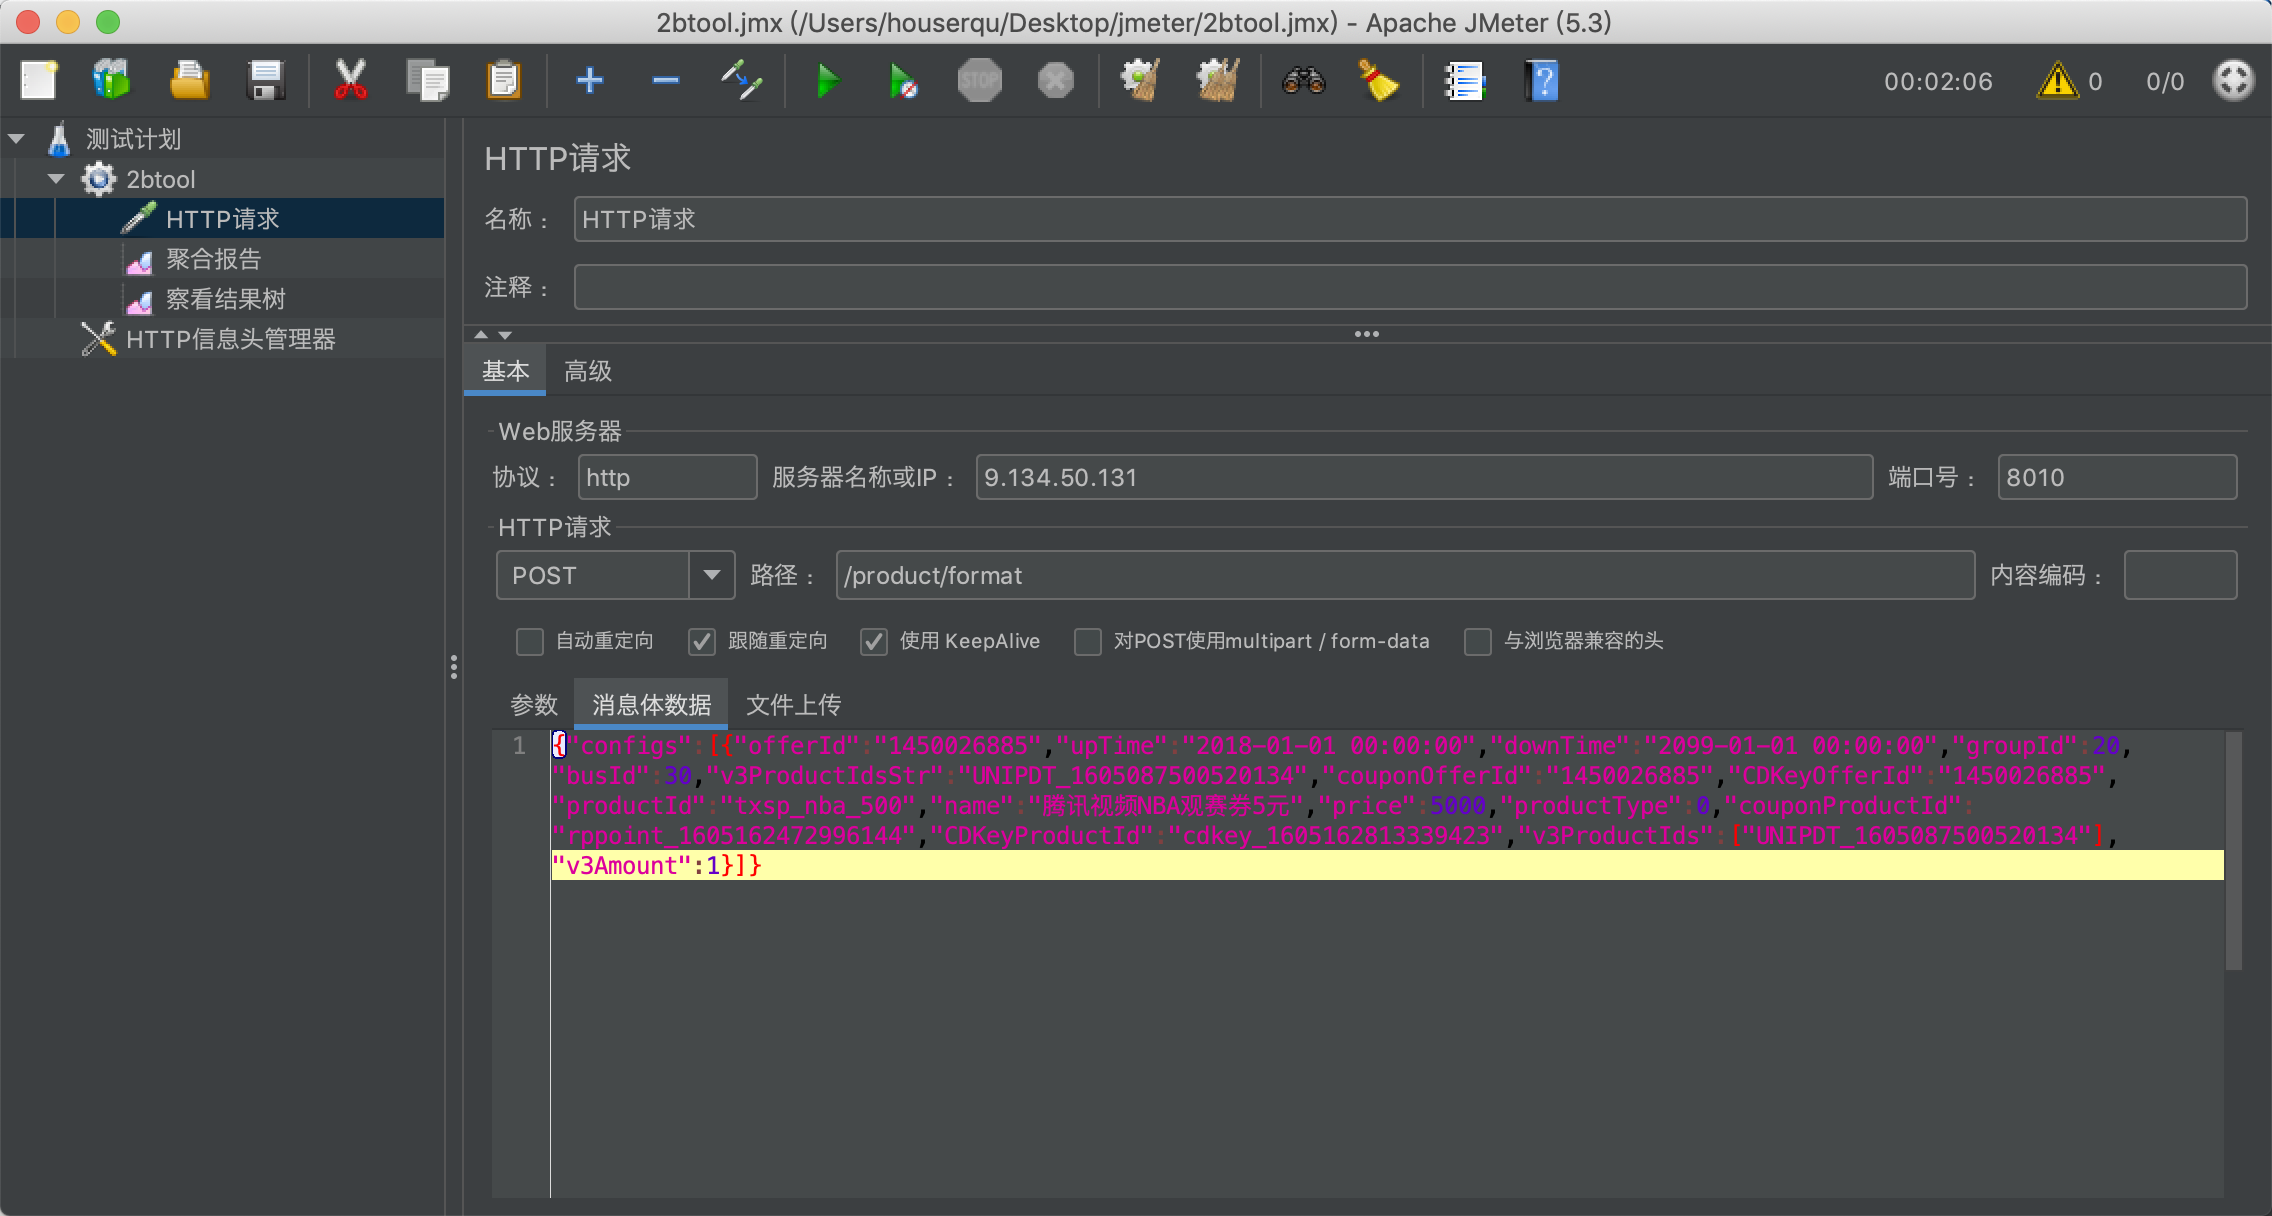 2btool.jmx (/Users/houserqu/Desktop/jmeter/2btool.jmx) - Apache JMeter (5.3)
STOP
00:02:06
0
0/0
测试计划
2btool
HTTP请求
聚合报告
察看结果树
HTTP信息头管理器
HTTP请求
名称： HTTP请求
注释：
基本 高级
Web服务器
协议： http 服务器名称或IP： 9.134.50.131 端口号： 8010
HTTP请求
POST 路径： /product/format 内容编码：
自动重定向 跟随重定向 使用 KeepAlive 对POST使用multipart / form-data 与浏览器兼容的头
参数 消息体数据 文件上传
1 {"configs":[{"offerId":"1450026885","upTime":"2018-01-01 00:00:00","downTime":"2099-01-01 00:00:00","groupId":20,
"busId":30,"v3ProductIdsStr":"UNIPDT_1605087500520134","couponOfferId":"1450026885","CDKeyOfferId":"1450026885",
"productId":"txsp_nba_500","name":"腾讯视频NBA观赛券5元","price":5000,"productType":0,"couponProductId":
"rppoint_1605162472996144","CDKeyProductId":"cdkey_1605162813339423","v3ProductIds":["UNIPDT_1605087500520134"],
"v3Amount":1}]}